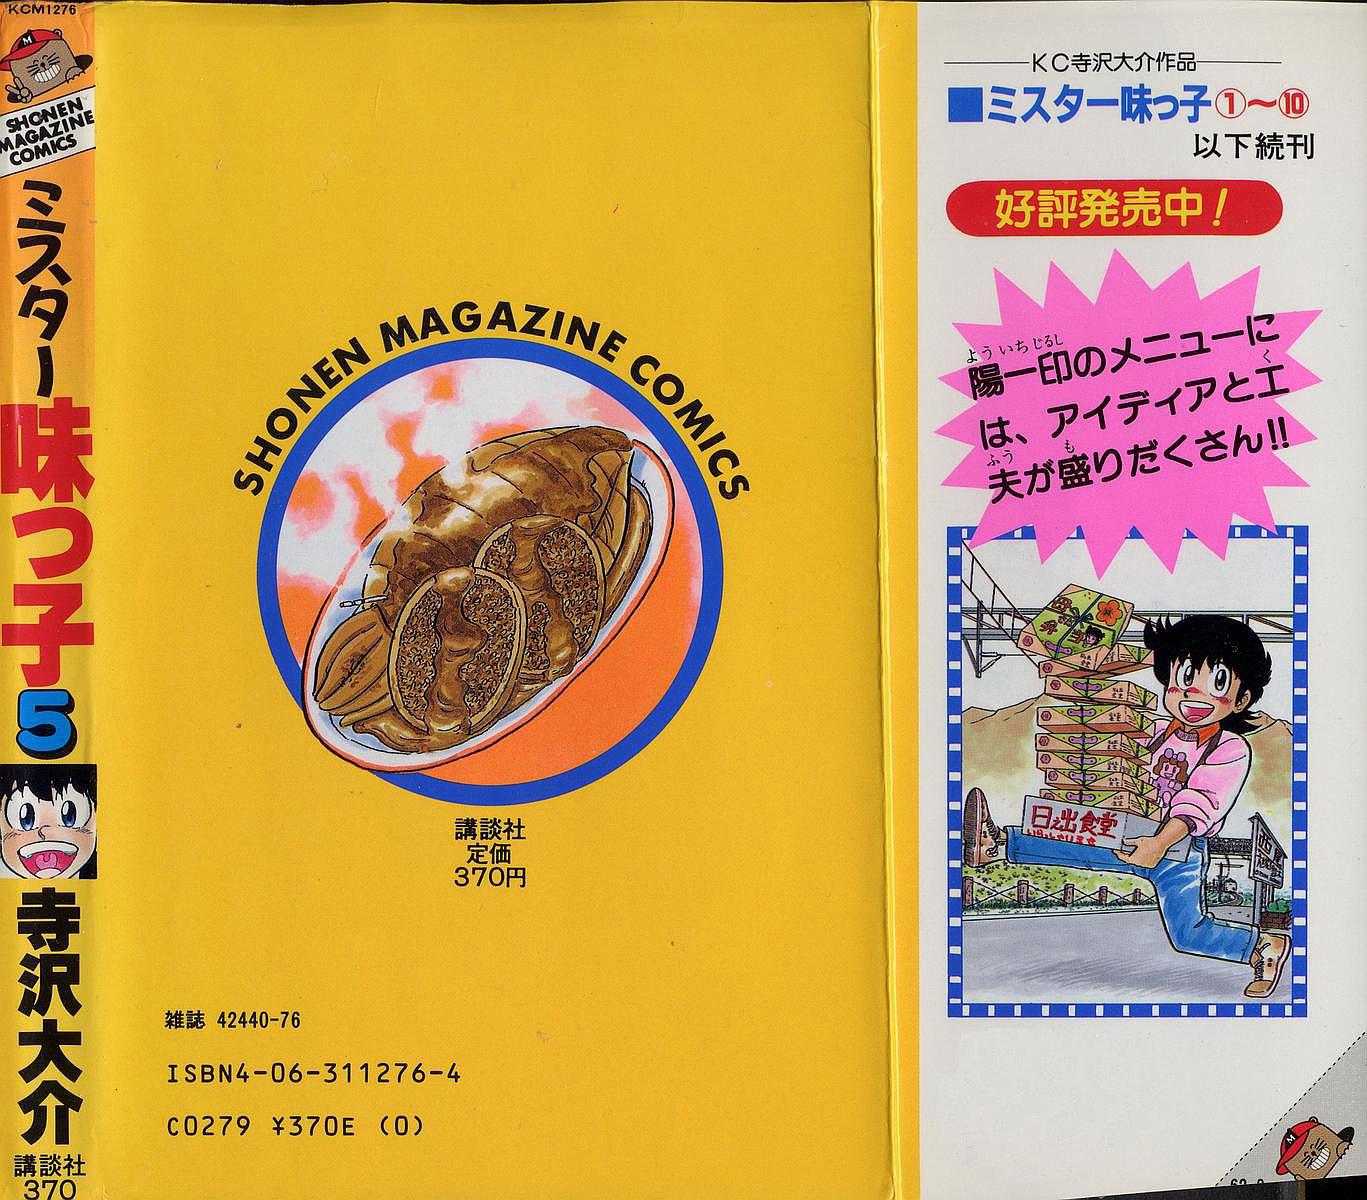 KCM1276
M
SHONEN
MAGAZINE
COMICS
ミスター味っ子
5
寺沢大介
講談社
370
SHONEN MAGAZINE COMICS
講談社
定価
370円
雑誌 42440-76
ISBN4-06-311276-4
C0279 ¥370E (0)
KC寺沢大介作品
■ミスター味っ子①〜⑩
以下続刊
好評発売中！
よういちじるし
陽一印のメニューに
は、アイディアとエ
く
ふう も
夫が盛りだくさん!!
日之出食堂
M